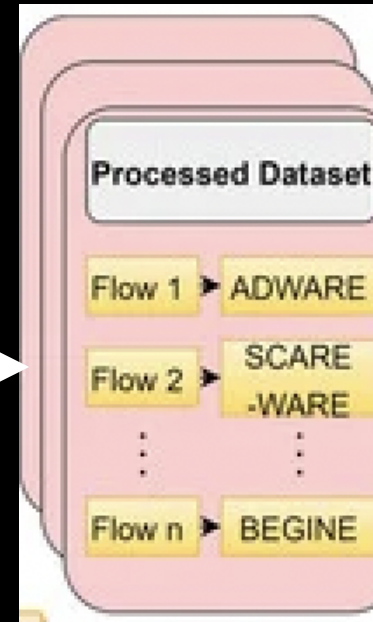 Processed Dataset
Flow 1 ADWARE
Flow 2 SCARE
-WARE
Flow n BEGINE